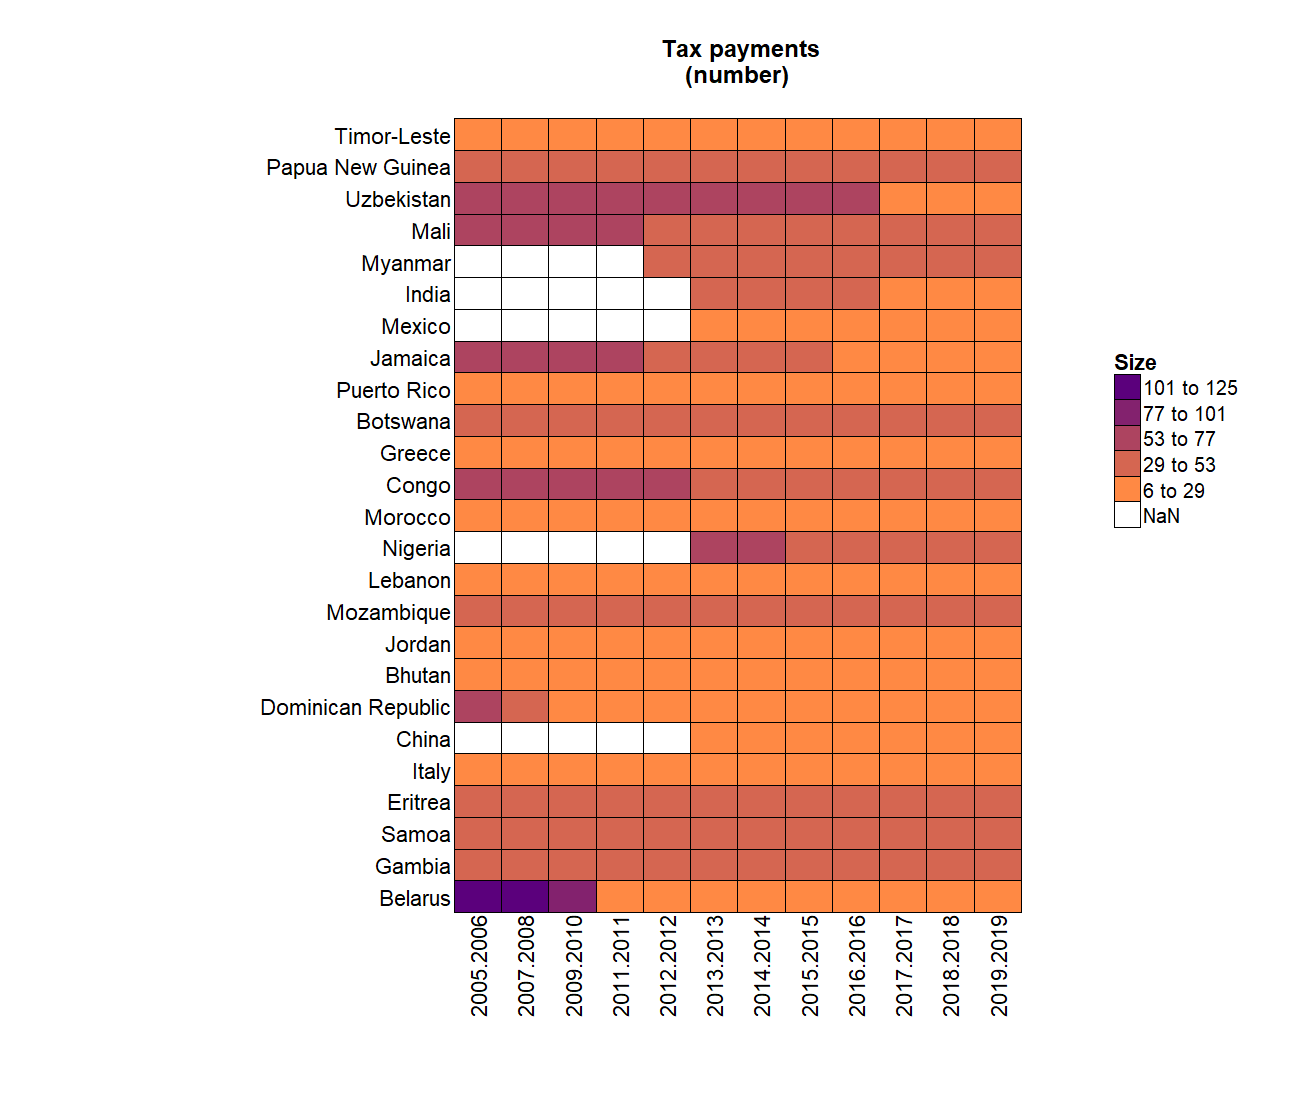 Tax payments
(number)
Timor-Leste
Papua New Guinea
Uzbekistan
Mali
Myanmar
India
Mexico
Jamaica
Puerto Rico
Botswana
Greece
Congo
Morocco
Nigeria
Lebanon
Mozambique
Jordan
Bhutan
Dominican Republic
China
Italy
Eritrea
Samoa
Gambia
Belarus
2005.2006
2007.2008
2009.2010
2011.2011
2012.2012
2013.2013
2014.2014
2015.2015
2016.2016
2017.2017
2018.2018
2019.2019
Size
101 to 125
77 to 101
53 to 77
29 to 53
6 to 29
NaN